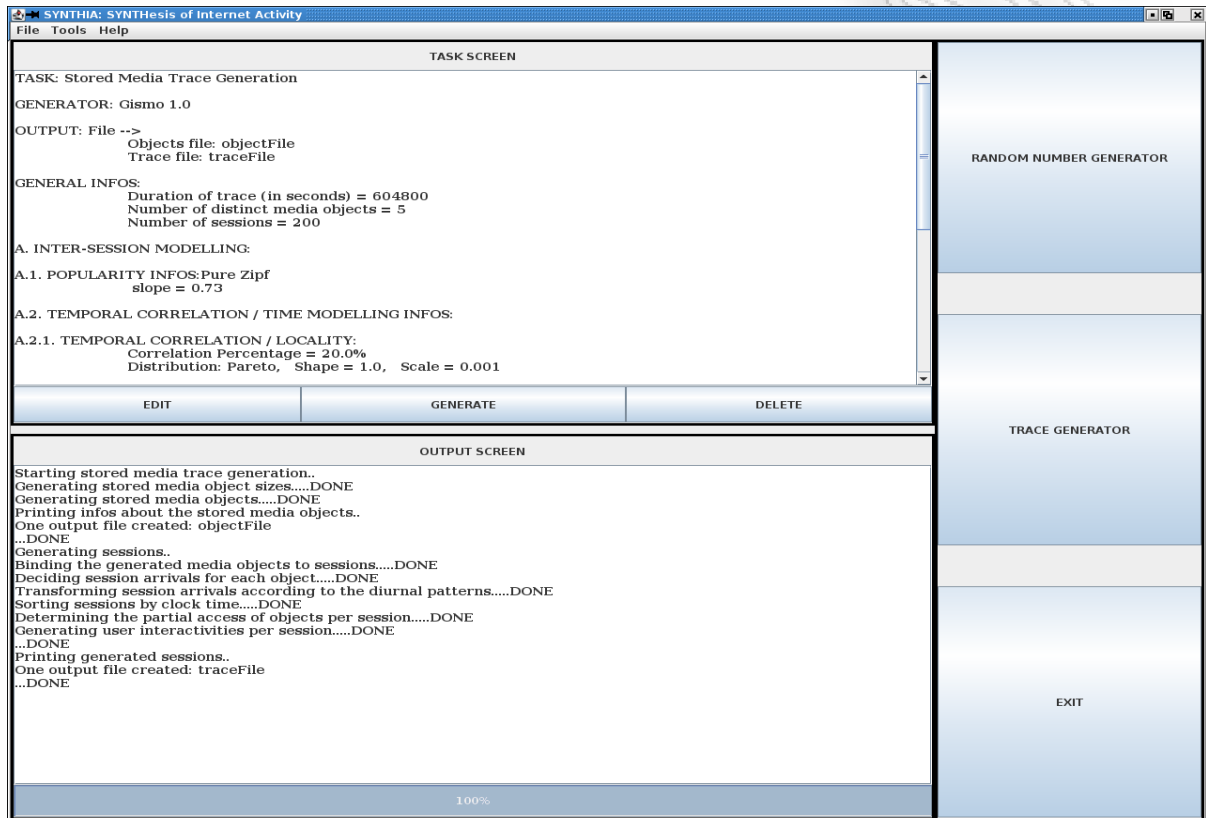 SYNTHIA: SYNTHesis of Internet Activity
File Tools Help
TASK SCREEN
TASK: Stored Media Trace Generation
GENERATOR: Gismo 1.0
OUTPUT: File -->
Objects file: objectFile
Trace file: traceFile
GENERAL INFOS:
Duration of trace (in seconds) = 604800
Number of distinct media objects = 5
Number of sessions = 200
A. INTER-SESSION MODELLING:
A.1. POPULARITY INFOS:Pure Zipf
slope = 0.73
A.2. TEMPORAL CORRELATION / TIME MODELLING INFOS:
A.2.1. TEMPORAL CORRELATION / LOCALITY:
Correlation Percentage = 20.0%
Distribution: Pareto, Shape = 1.0, Scale = 0.001
EDIT
GENERATE
DELETE
OUTPUT SCREEN
Starting stored media trace generation..
Generating stored media object sizes.....DONE
Generating stored media objects.....DONE
Printing infos about the stored media objects..
One output file created: objectFile
...DONE
Generating sessions..
Binding the generated media objects to sessions.....DONE
Deciding session arrivals for each object.....DONE
Transforming session arrivals according to the diurnal patterns.....DONE
Sorting sessions by clock time.....DONE
Determining the partial access of objects per session.....DONE
Generating user interactivities per session.....DONE
...DONE
Printing generated sessions..
One output file created: traceFile
...DONE
100%
RANDOM NUMBER GENERATOR
TRACE GENERATOR
EXIT